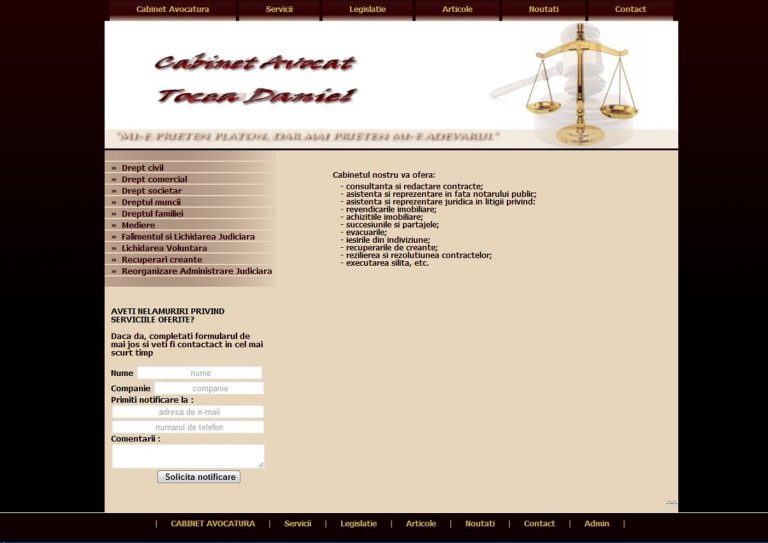 Cabinet Avocatura Servicii Legislatie Articole Noutati Contact
Cabinet Avocat
Tocea Daniel
"MI-E PRIETEN PLATON, DAR MAI PRIETEN MI-E ADEVARUL"
» Drept civil
» Drept comercial
» Drept societar
» Dreptul muncii
» Dreptul familiei
» Mediere
» Falimentul si Lichidarea Judiciara
» Lichidarea Voluntara
» Recuperari creante
» Reorganizare Administrare Judiciara
AVETI NELAMURIRI PRIVIND
SERVICIILE OFERITE?
Daca da, completati formularul de
mai jos si veti fi contactact in cel mai
scurt timp
Nume nume
Companie companie
Primiti notificare la :
adresa de e-mail
numarul de telefon
Comentarii :
Solicita notificare
Cabinetul nostru va ofera:
- consultanta si redactare contracte;
- asistenta si reprezentare in fata notarului public;
- asistenta si reprezentare juridica in litigii privind:
- revendicarile imobiliare;
- achizitiile imobiliare;
- succesiunile si partajele;
- evacuarile;
- iesirile din indiviziune;
- recuperarile de creante;
- rezilierea si rezolutiunea contractelor;
- executarea silita, etc.
| CABINET AVOCATURA | Servicii | Legislatie | Articole | Noutati | Contact | Admin |